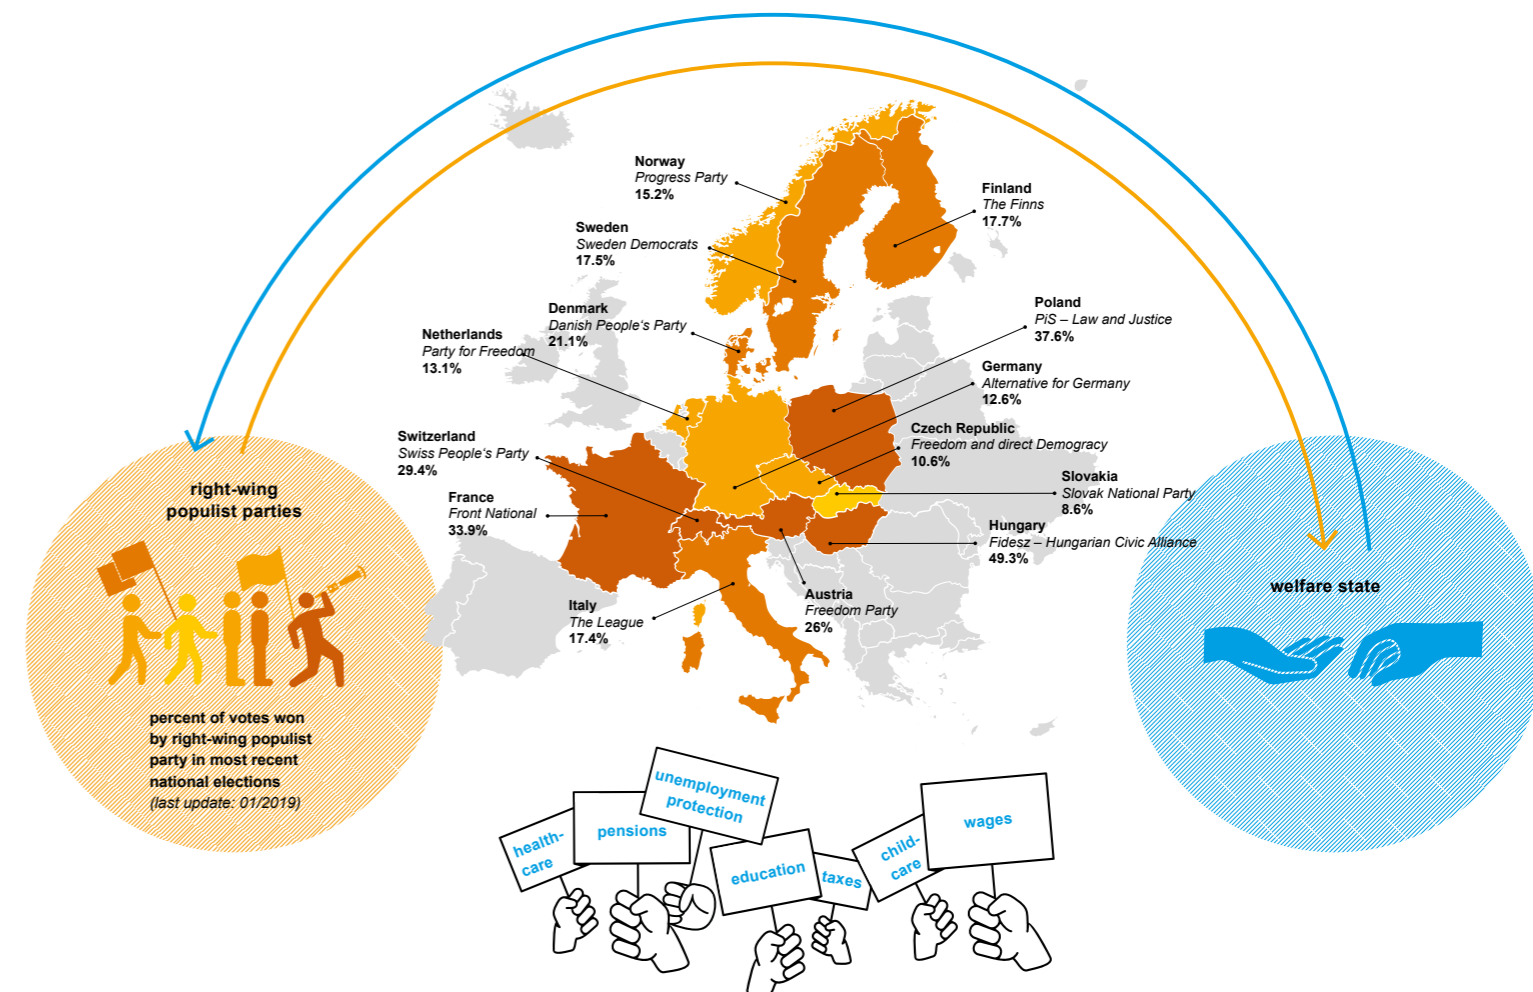 Norway
Progress Party
15.2%
Finland
The Finns
17.7%
Sweden
Sweden Democrats
17.5%
Denmark
Danish People‘s Party
21.1%
Poland
PiS – Law and Justice
37.6%
Netherlands
Party for Freedom
13.1%
Germany
Alternative for Germany
12.6%
Czech Republic
Freedom and direct Democracy
10.6%
Switzerland
Swiss People‘s Party
29.4%
Slovakia
Slovak National Party
8.6%
France
Front National
33.9%
Hungary
Fidesz – Hungarian Civic Alliance
49.3%
Austria
Freedom Party
26%
Italy
The League
17.4%
right-wing
populist parties
percent of votes won
by right-wing populist
party in most recent
national elections
(last update: 01/2019)
welfare state
health-
care
pensions
unemployment
protection
education
taxes
child-
care
wages